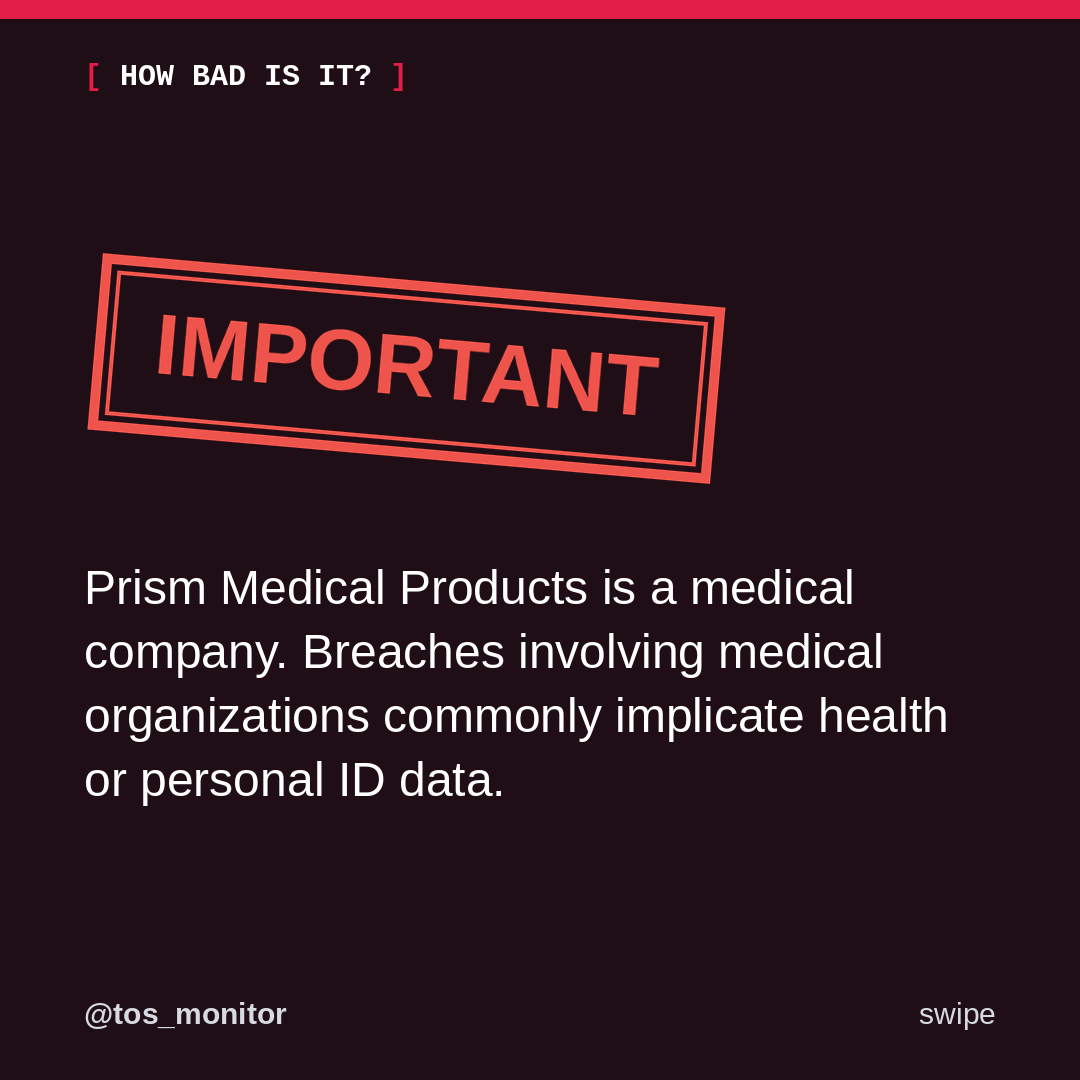 [ HOW BAD IS IT? ]
IMPORTANT
Prism Medical Products is a medical
company. Breaches involving medical
organizations commonly implicate health
or personal ID data.
@tos_monitor
swipe